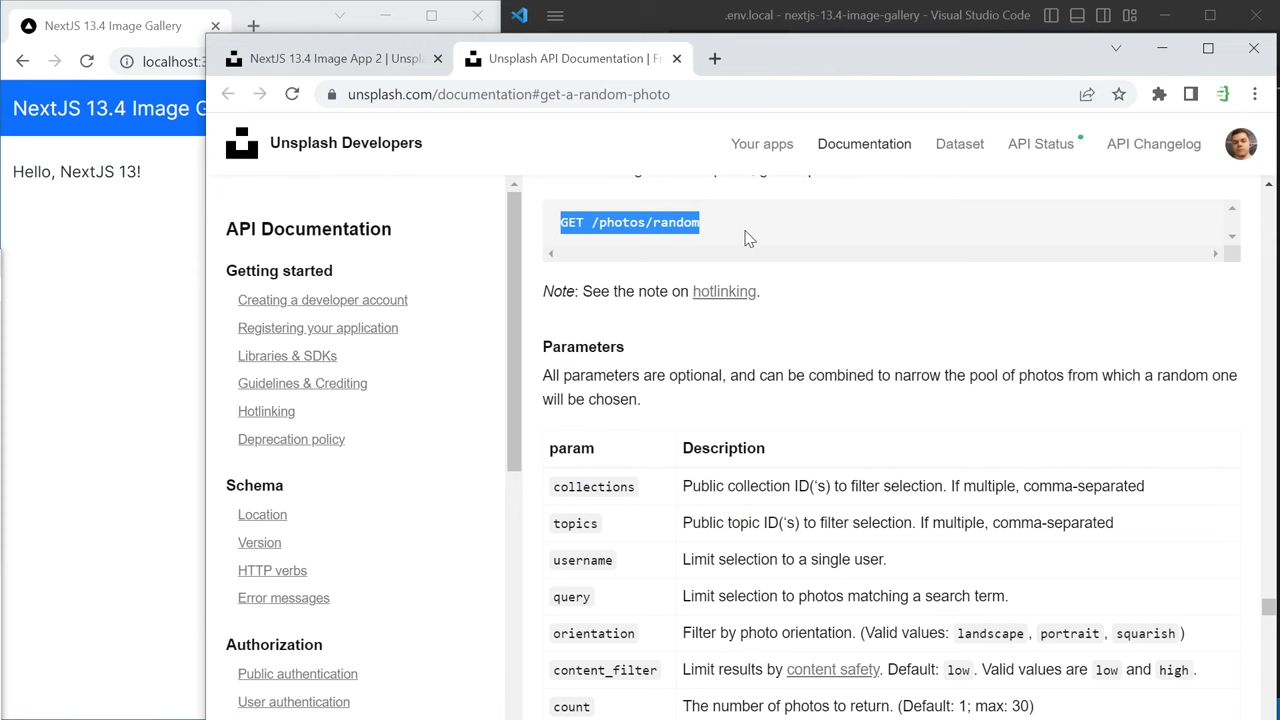 NextJS 13.4 Image Gallery
.env.local - nextjs-13.4-image-gallery - Visual Studio Code
NextJS 13.4 Image App 2 | Unspl
Unsplash API Documentation | Fr
localhost:
unsplash.com/documentation#get-a-random-photo
NextJS 13.4 Image G
Hello, NextJS 13!
Unsplash Developers
Your apps
Documentation
Dataset
API Status
API Changelog
API Documentation
Getting started
Creating a developer account
Registering your application
Libraries & SDKs
Guidelines & Crediting
Hotlinking
Deprecation policy
Schema
Location
Version
HTTP verbs
Error messages
Authorization
Public authentication
User authentication
GET /photos/random
Note: See the note on hotlinking.
Parameters
All parameters are optional, and can be combined to narrow the pool of photos from which a random one
will be chosen.
param Description
collections Public collection ID(‘s) to filter selection. If multiple, comma-separated
topics Public topic ID(‘s) to filter selection. If multiple, comma-separated
username Limit selection to a single user.
query Limit selection to photos matching a search term.
orientation Filter by photo orientation. (Valid values: landscape, portrait, squarish)
content_filter Limit results by content safety. Default: low. Valid values are low and high.
count The number of photos to return. (Default: 1; max: 30)